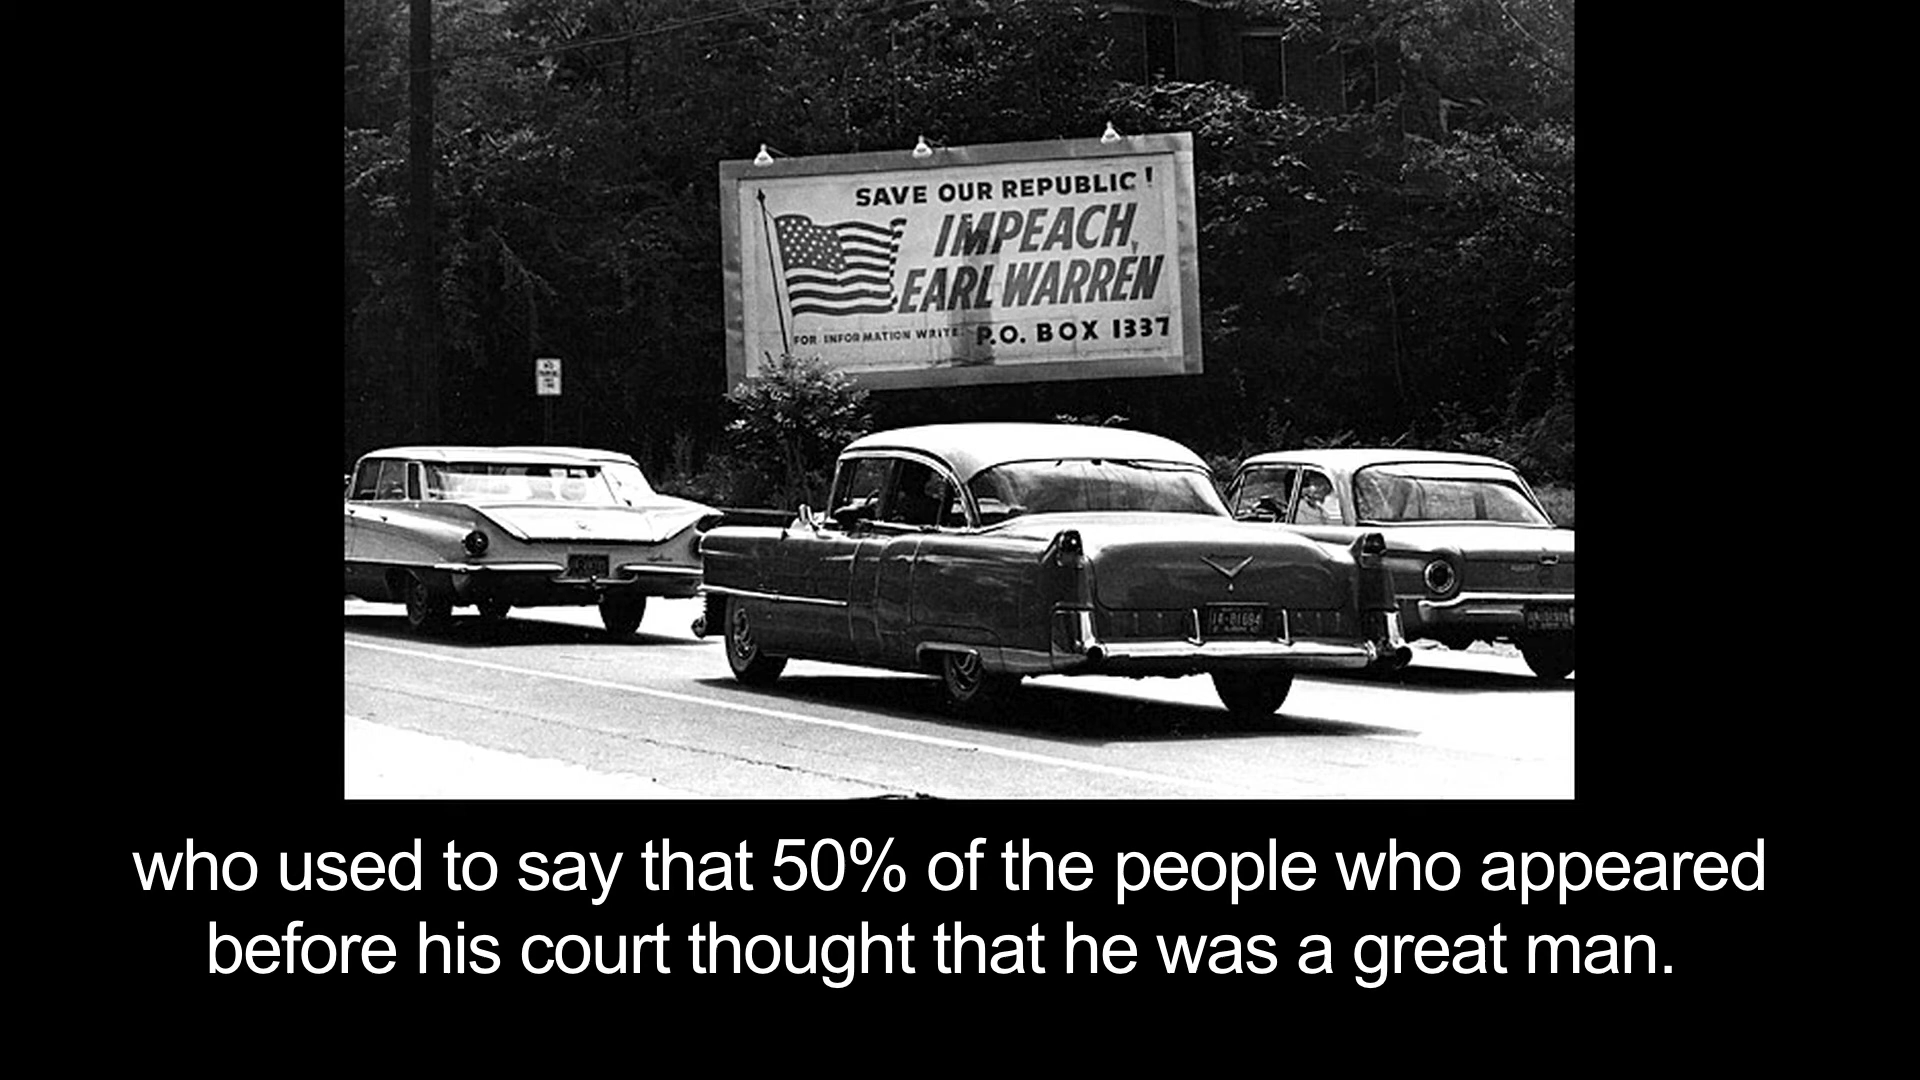 SAVE OUR REPUBLIC!
IMPEACH
EARL WARREN
FOR INFORMATION WRITE P.O. BOX 1337
NO
who used to say that 50% of the people who appeared
before his court thought that he was a great man.